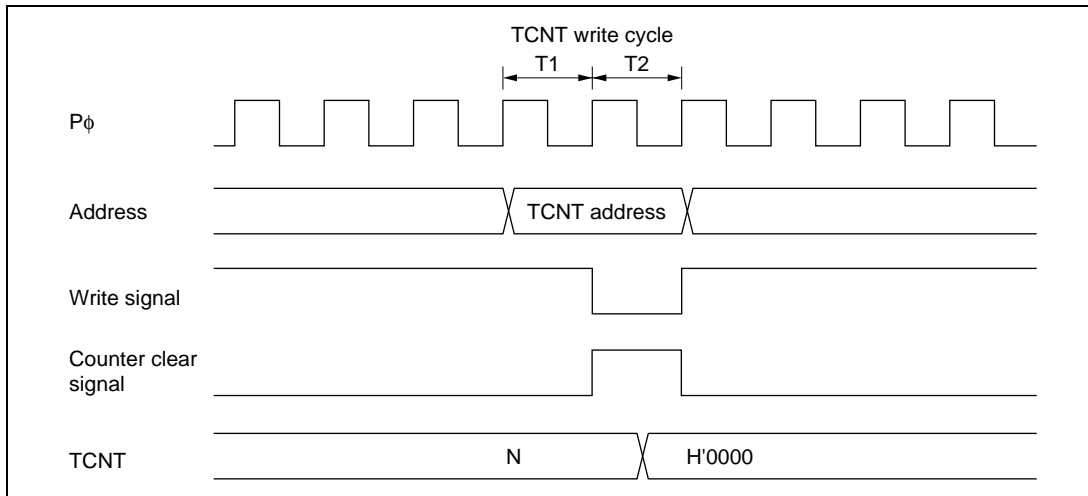 TCNT write cycle
T1 T2
Pϕ
Address
TCNT address
Write signal
Counter clear
signal
TCNT
N
H'0000